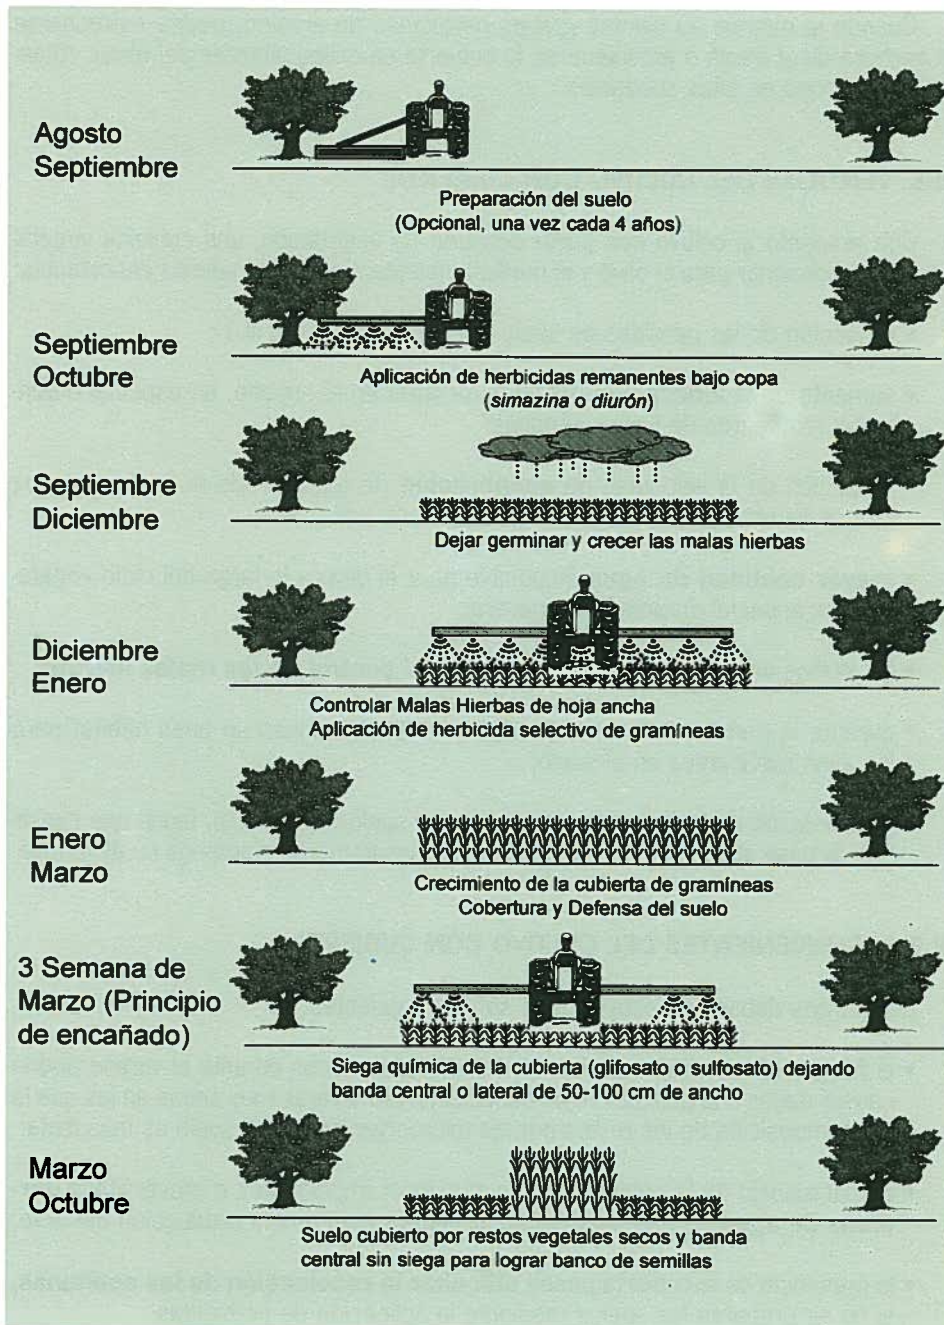 Agosto
Septiembre
Preparación del suelo
(Opcional, una vez cada 4 años)
Septiembre
Octubre
Aplicación de herbicidas remanentes bajo copa
(simazina o diurón)
Septiembre
Diciembre
Dejar germinar y crecer las malas hierbas
Diciembre
Enero
Controlar Malas Hierbas de hoja ancha
Aplicación de herbicida selectivo de gramíneas
Enero
Marzo
Crecimiento de la cubierta de gramíneas
Cobertura y Defensa del suelo
3 Semana de
Marzo (Principio
de encañado)
Siega química de la cubierta (glifosato o sulfosato) dejando
banda central o lateral de 50-100 cm de ancho
Marzo
Octubre
Suelo cubierto por restos vegetales secos y banda
central sin siega para lograr banco de semillas